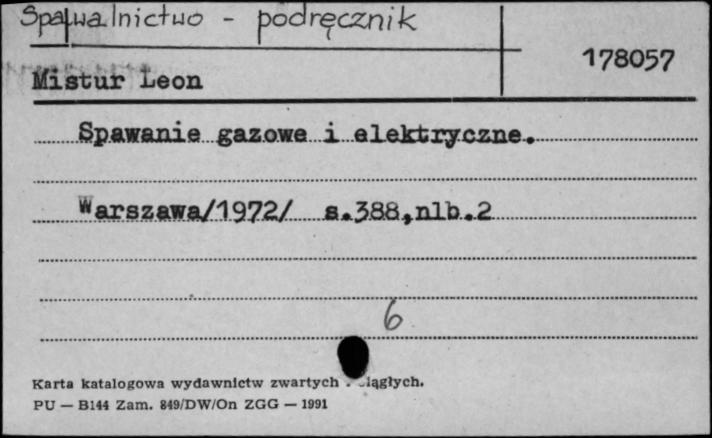 Spawalnictwo - podręcznik
178057
Mistur Leon
Spawanie gazowe i elektryczne.
Warszawa/1972/ s.388,nlb.2
6
Karta katalogowa wydawnictw zwartych
PU — B144 Zam. 849/DW/On ZGG — 1991